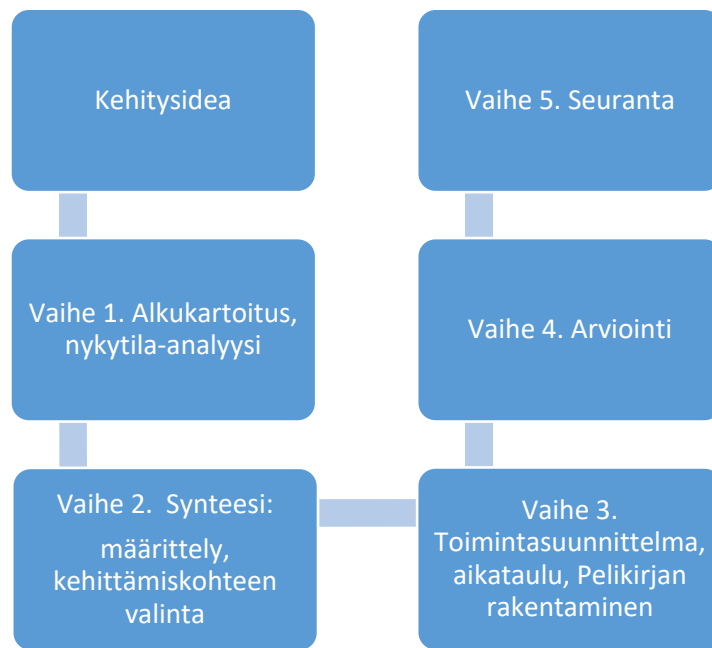 Kehitysidea
Vaihe 1. Alkukartoitus,
nykytila-analyysi
Vaihe 2. Synteesi:
määrittely,
kehittämiskohteen
valinta
Vaihe 3.
Toimintasuunnittelma,
aikataulu, Pelikirjan
rakentaminen
Vaihe 4. Arviointi
Vaihe 5. Seuranta